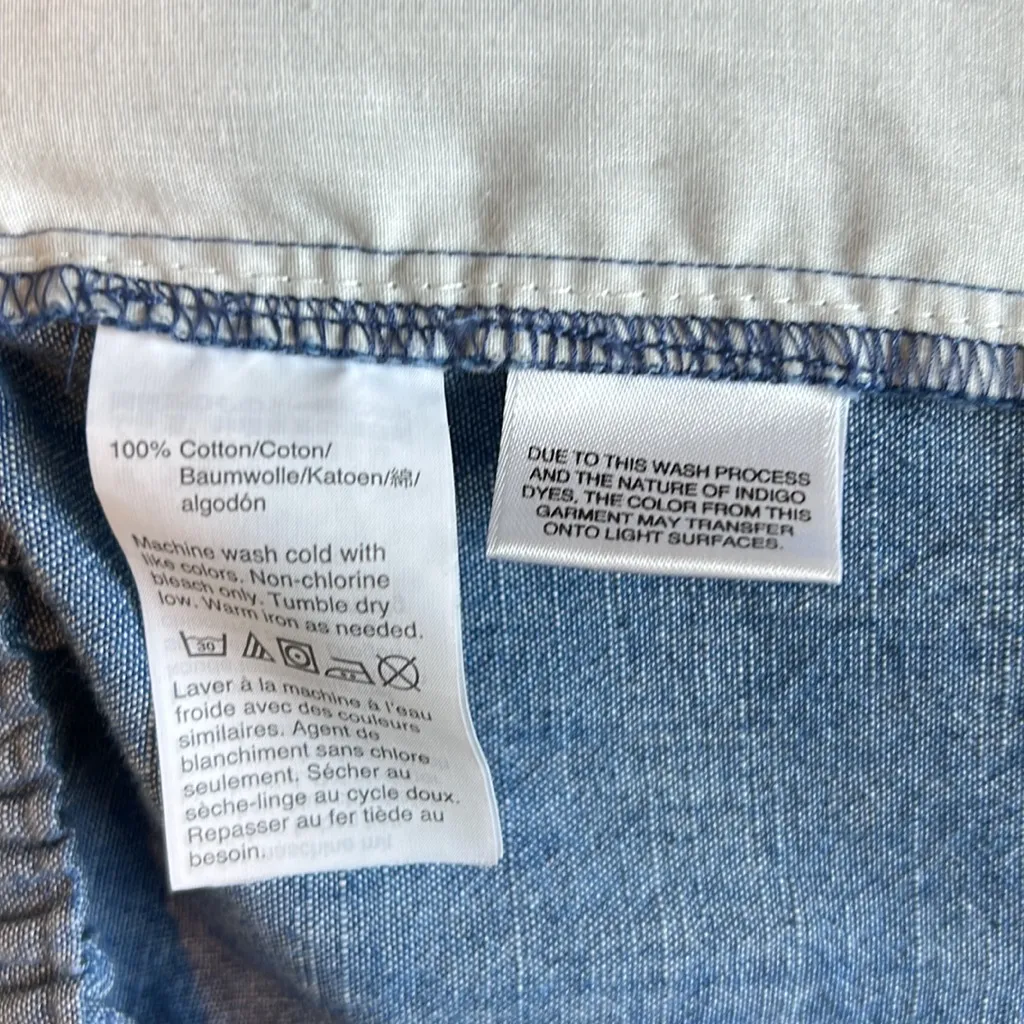 100% Cotton/Coton/
Baumwolle/Katoen/綿/
algodón
Machine wash cold with
like colors. Non-chlorine
bleach only. Tumble dry
low. Warm iron as needed.
30
Laver à la machine à l'eau
froide avec des couleurs
similaires. Agent de
blanchiment sans chlore
seulement. Sécher au
sèche-linge au cycle doux.
Repasser au fer tiède au
besoin.
DUE TO THIS WASH PROCESS
AND THE NATURE OF INDIGO
DYES, THE COLOR FROM THIS
GARMENT MAY TRANSFER
ONTO LIGHT SURFACES.